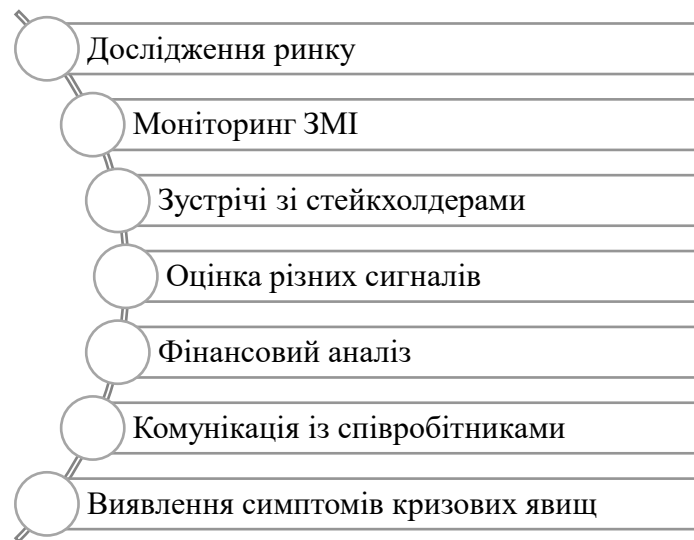 Дослідження ринку
Моніторинг ЗМІ
Зустрічі зі стейкхолдерами
Оцінка різних сигналів
Фінансовий аналіз
Комунікація із співробітниками
Виявлення симптомів кризових явищ